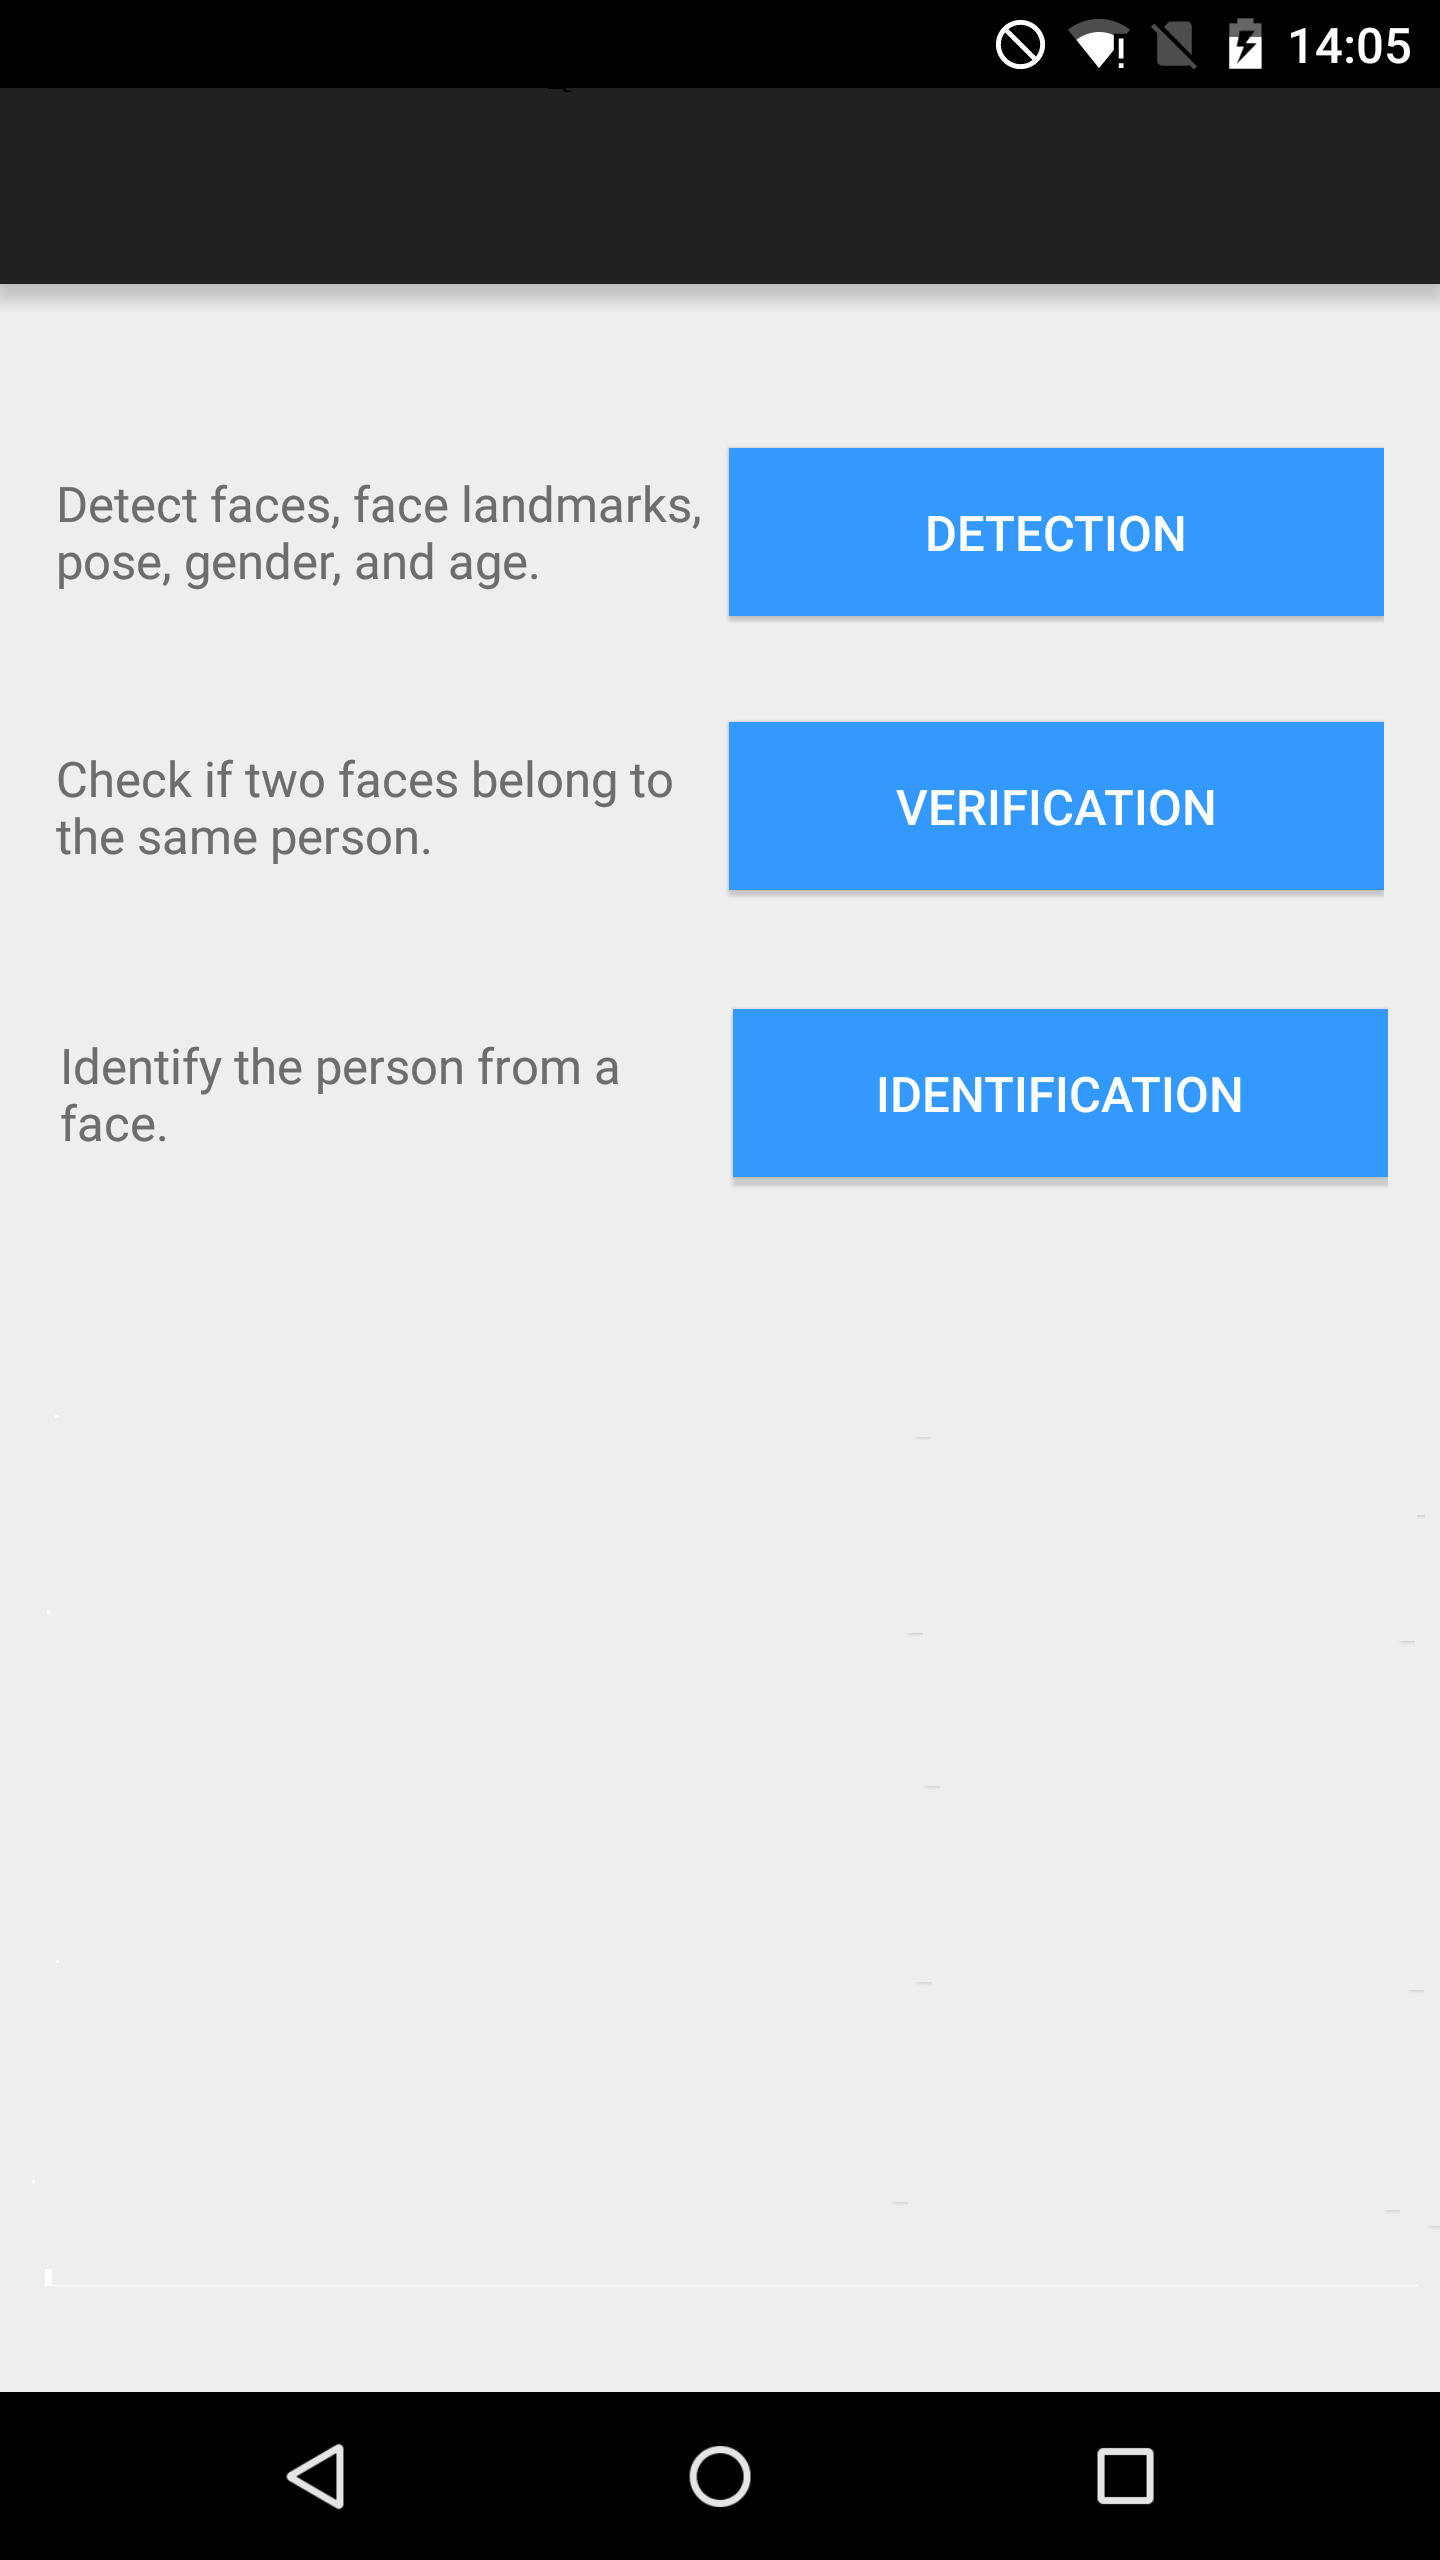 14:05
Detect faces, face landmarks,
pose, gender, and age.
DETECTION
Check if two faces belong to
the same person.
VERIFICATION
Identify the person from a
face.
IDENTIFICATION